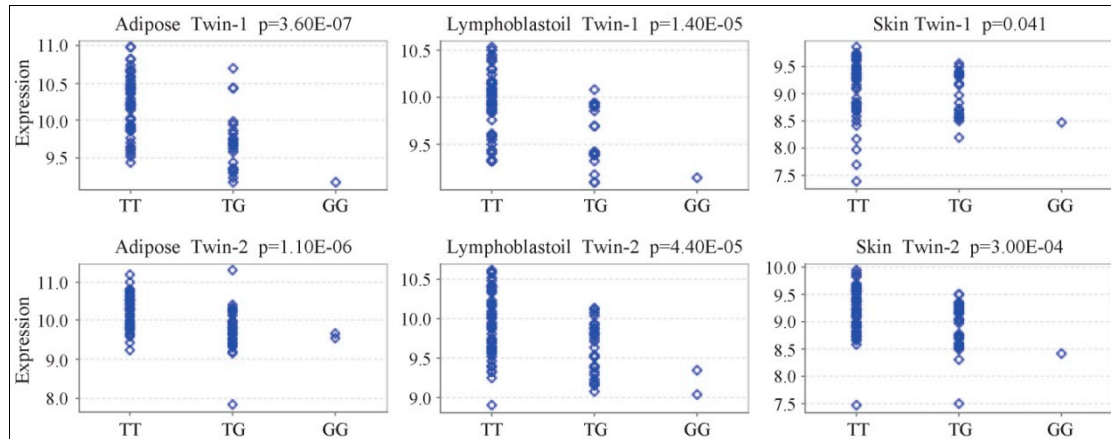 Adipose Twin-1 p=3.60E-07
Lymphoblastoil Twin-1 p=1.40E-05
Skin Twin-1 p=0.041
Expression
11.0
10.5
10.0
9.5
TT TG GG
10.5
10.0
9.5
TT TG GG
9.5
9.0
8.5
8.0
7.5
TT TG GG
Adipose Twin-2 p=1.10E-06
Lymphoblastoil Twin-2 p=4.40E-05
Skin Twin-2 p=3.00E-04
Expression
11.0
10.0
9.0
8.0
TT TG GG
10.5
10.0
9.5
9.0
TT TG GG
10.0
9.5
9.0
8.5
8.0
7.5
TT TG GG